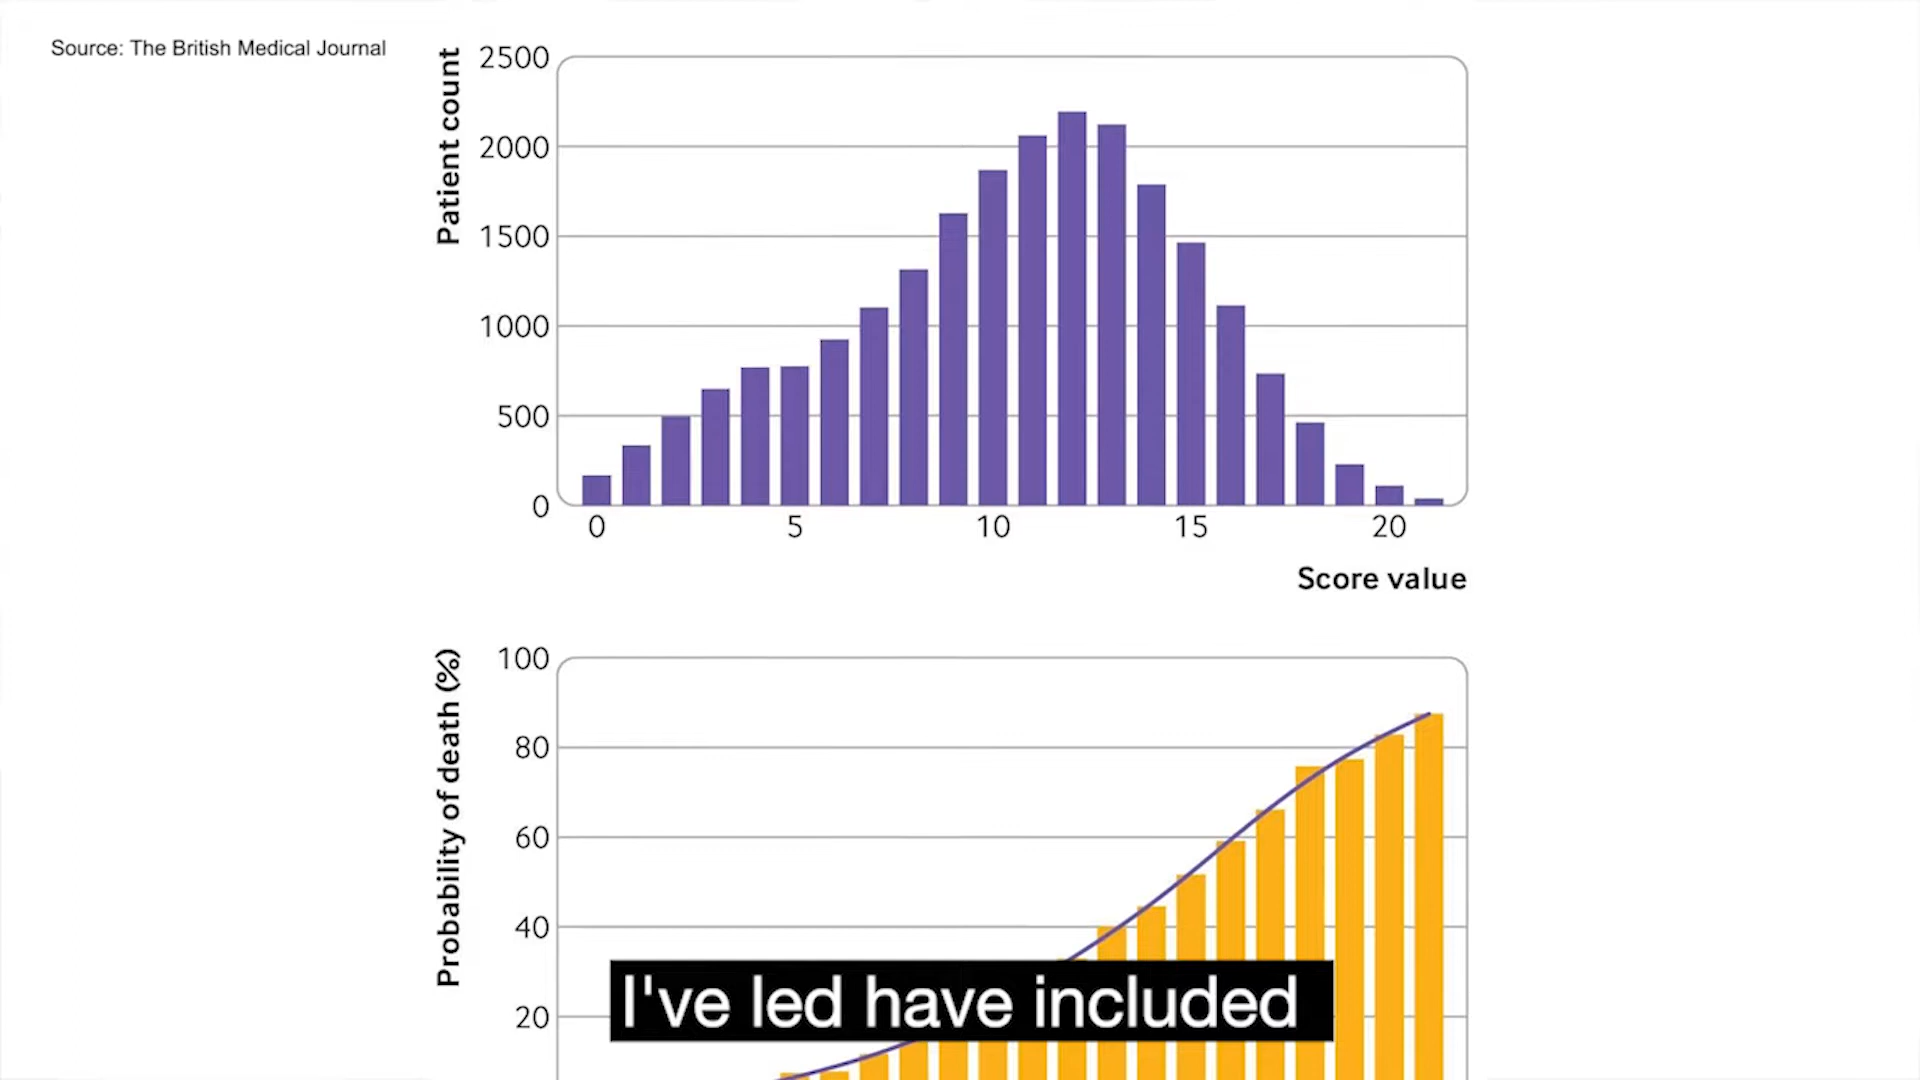 Source: The British Medical Journal
Patient count
2500
2000
1500
1000
500
0
0 5 10 15 20
Score value
Probability of death (%)
100
80
60
40
20
I've led have included